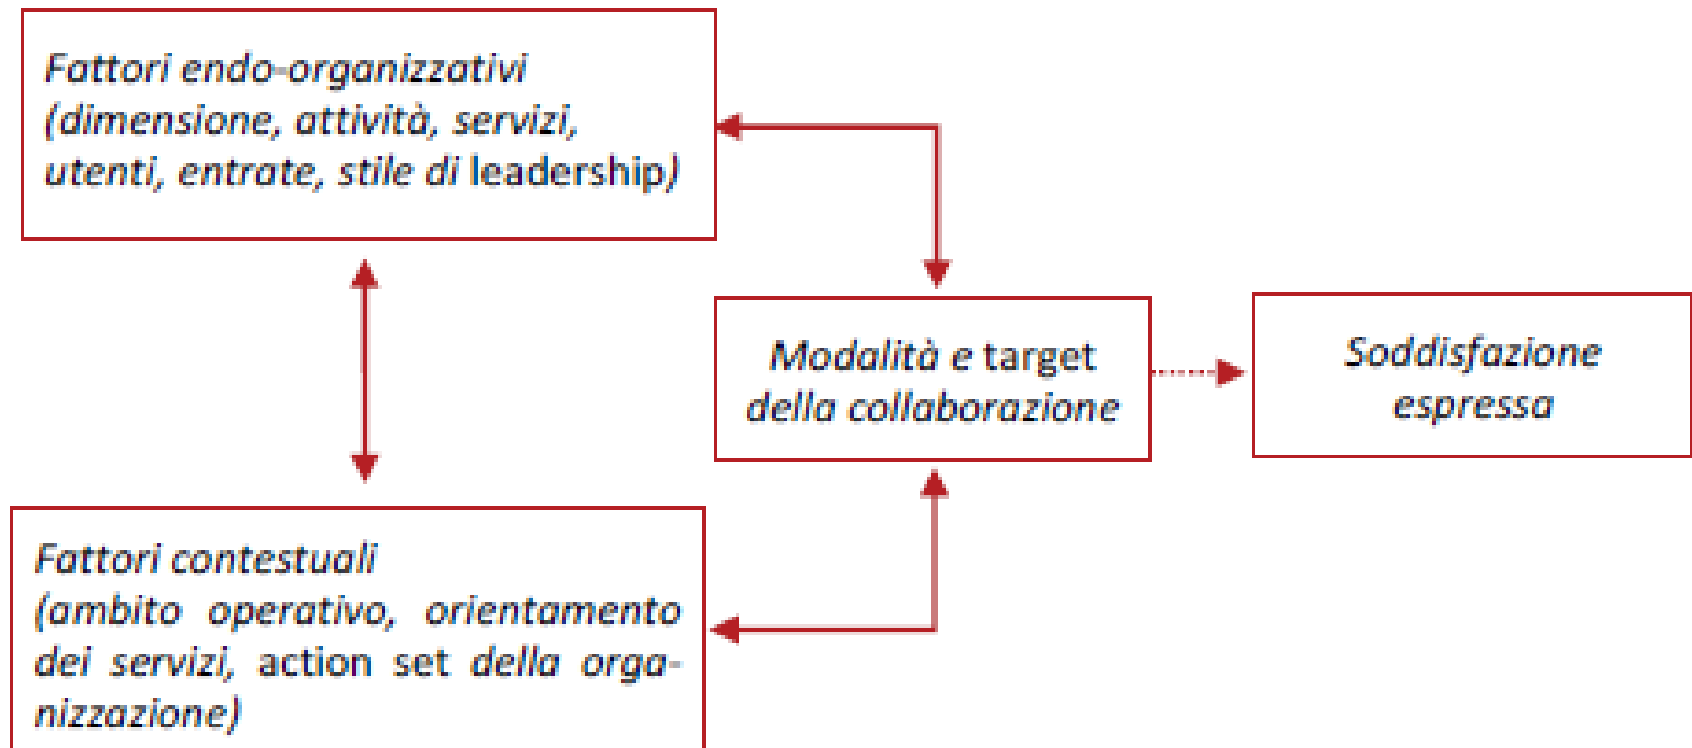 Fattori endo-organizzativi
(dimensione, attività, servizi,
utenti, entrate, stile di leadership)
Modalità e target
della collaborazione
Soddisfazione
espressa
Fattori contestuali
(ambito operativo, orientamento
dei servizi, action set della orga-
nizzazione)